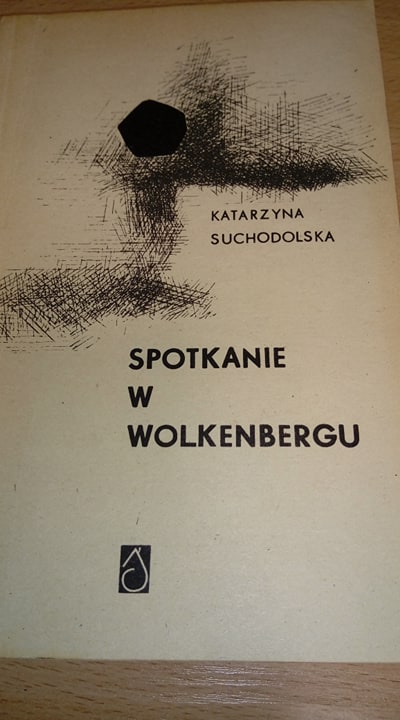 KATARZYNA
SUCHODOLSKA
SPOTKANIE
W
WOLKENBERGU